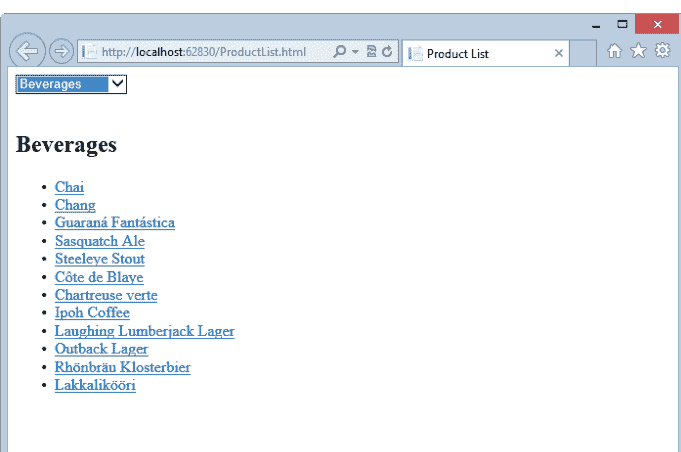 http://localhost:62830/ProductList.html
Product List
Beverages
Beverages
Chai
Chang
Guaraná Fantástica
Sasquatch Ale
Steeleye Stout
Côte de Blaye
Chartreuse verte
Ipoh Coffee
Laughing Lumberjack Lager
Outback Lager
Rhönbräu Klosterbier
Lakkalikööri